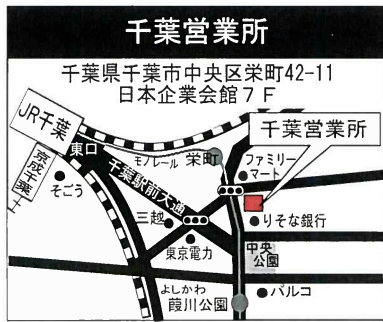 千葉営業所
千葉県千葉市中央区栄町42-11
日本企業会館7F
JR千葉
千葉営業所
東口
モノレール
栄町
ファミリー
マート
京成千葉
そごう
千葉駅前大通
三越
りそな銀行
東京電力
中央
公園
よしかわ
葭川公園
パルコ